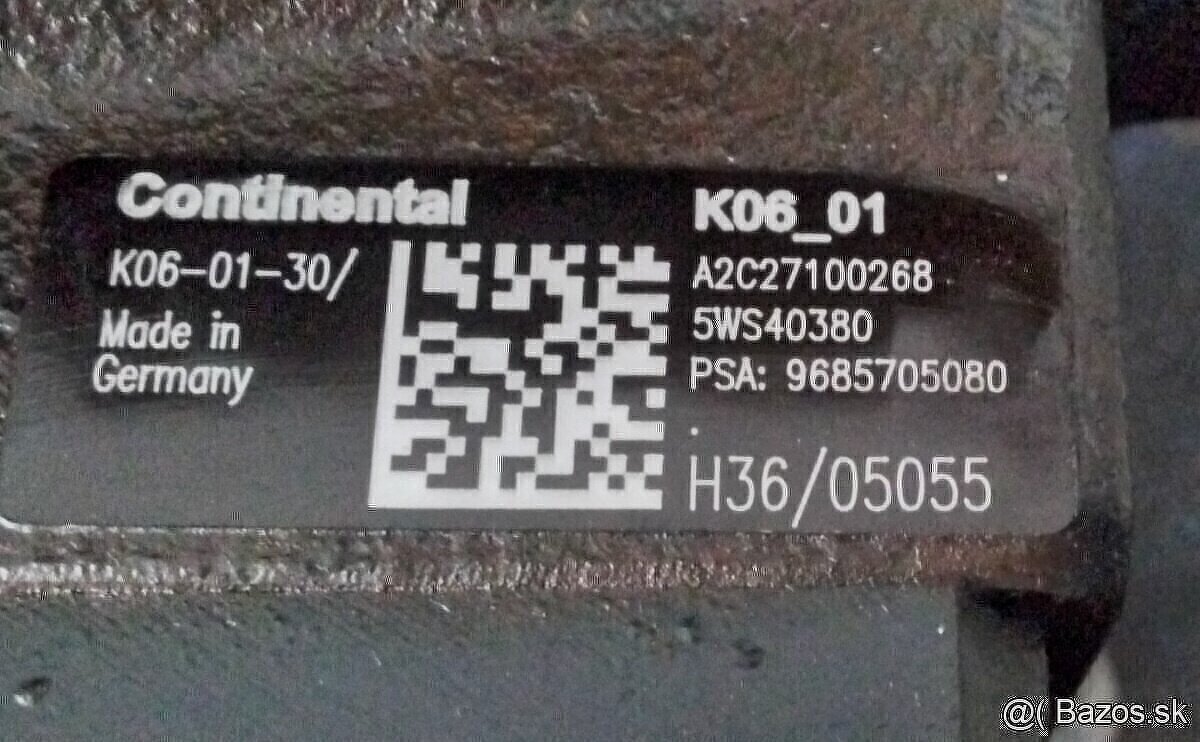 Continental
K06-01-30/
Made in
Germany
K06_01
A2C27100268
5WS40380
PSA: 9685705080
H36/05055
@( Bazos.sk